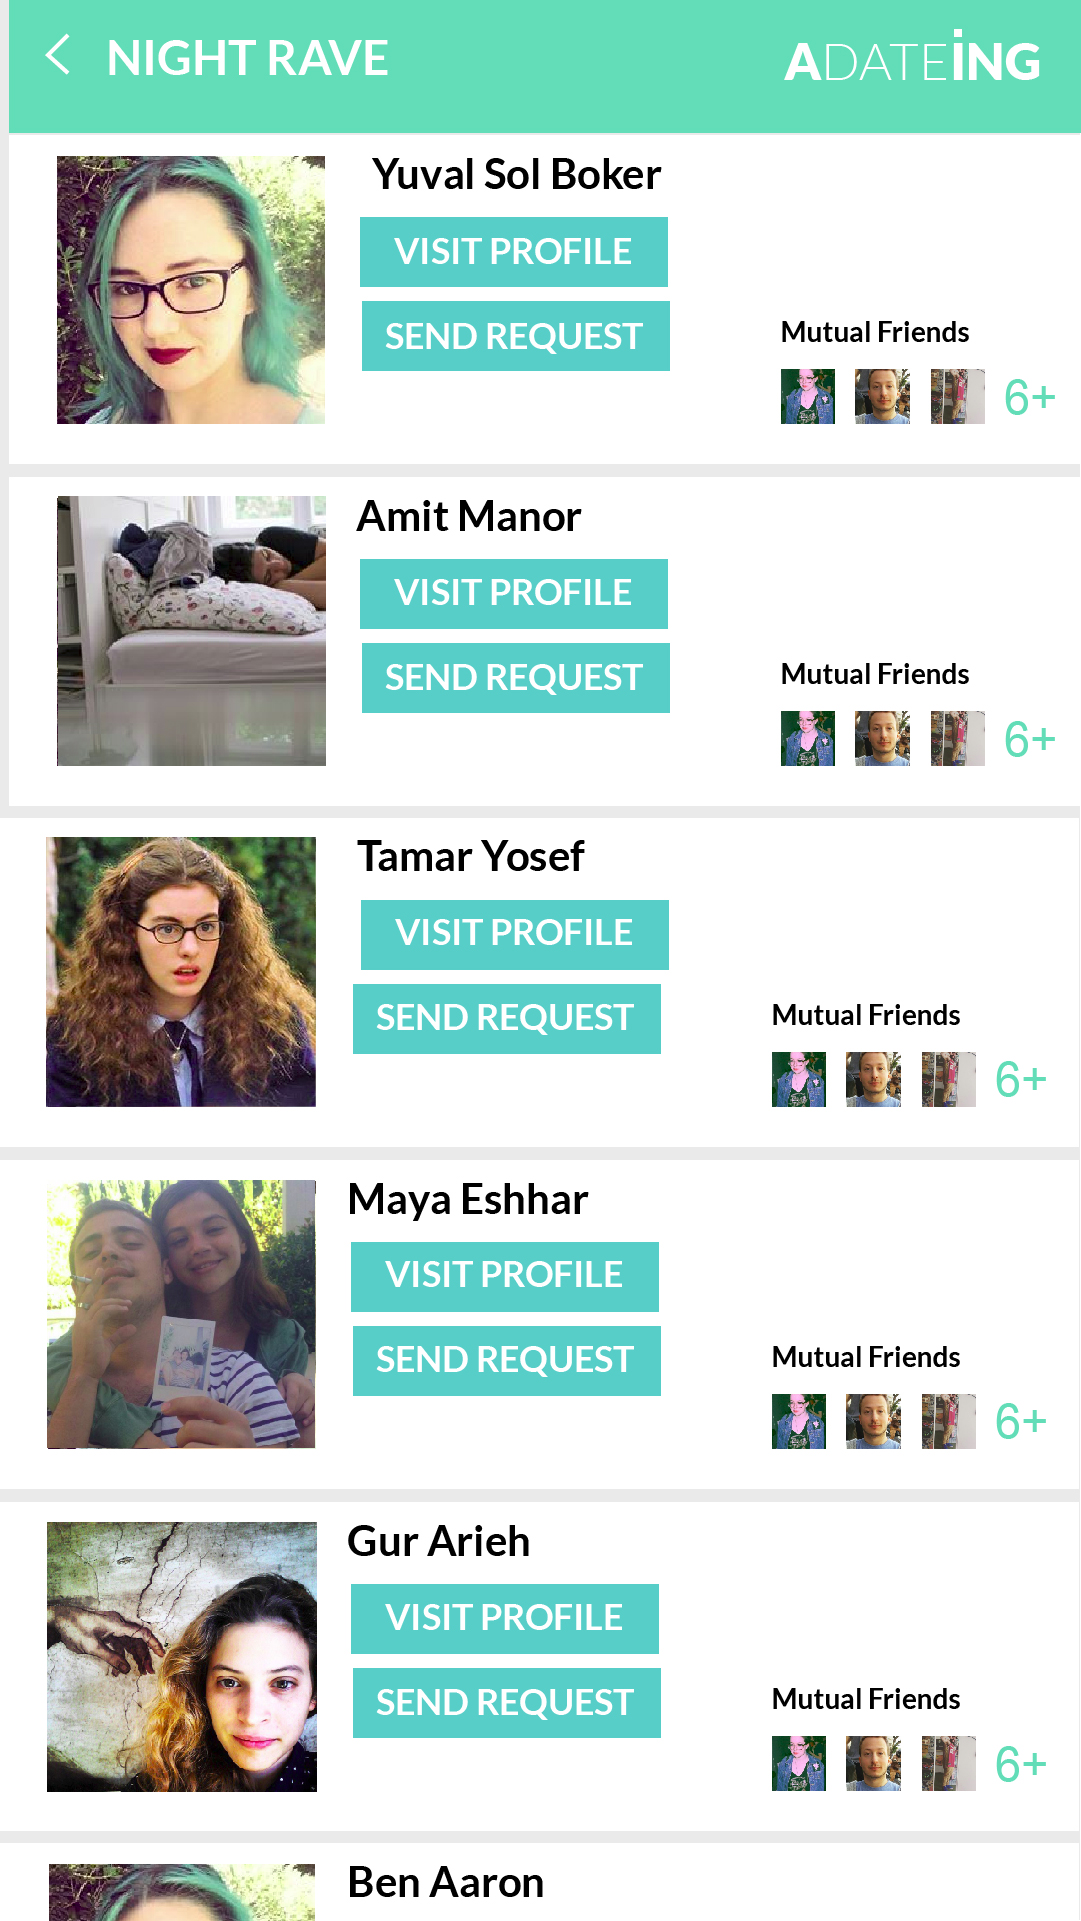 NIGHT RAVE
ADATEİNG
Yuval Sol Boker
VISIT PROFILE
SEND REQUEST
Mutual Friends
6+
Amit Manor
VISIT PROFILE
SEND REQUEST
Mutual Friends
6+
Tamar Yosef
VISIT PROFILE
SEND REQUEST
Mutual Friends
6+
Maya Eshhar
VISIT PROFILE
SEND REQUEST
Mutual Friends
6+
Gur Arieh
VISIT PROFILE
SEND REQUEST
Mutual Friends
6+
Ben Aaron